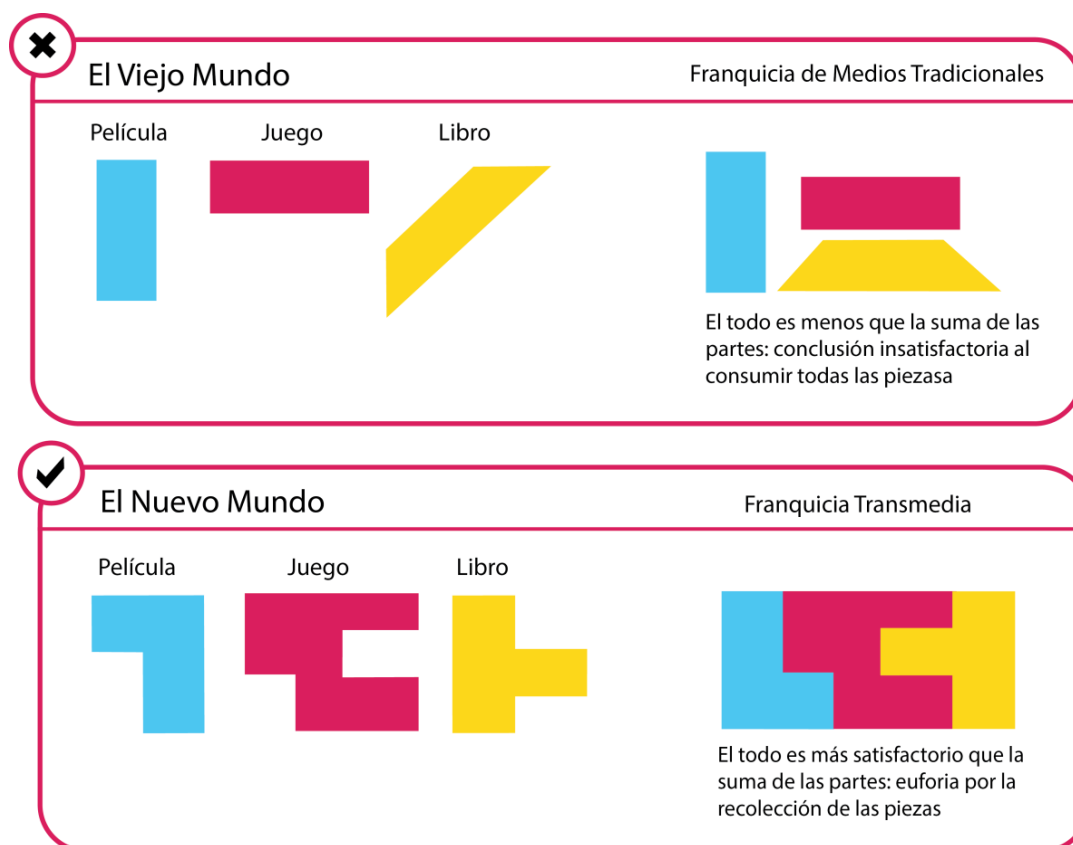 El Viejo Mundo
Franquicia de Medios Tradicionales
Película
Juego
Libro
El todo es menos que la suma de las
partes: conclusión insatisfactoria al
consumir todas las piezasa
El Nuevo Mundo
Franquicia Transmedia
Película
Juego
Libro
El todo es más satisfactorio que la
suma de las partes: euforia por la
recolección de las piezas